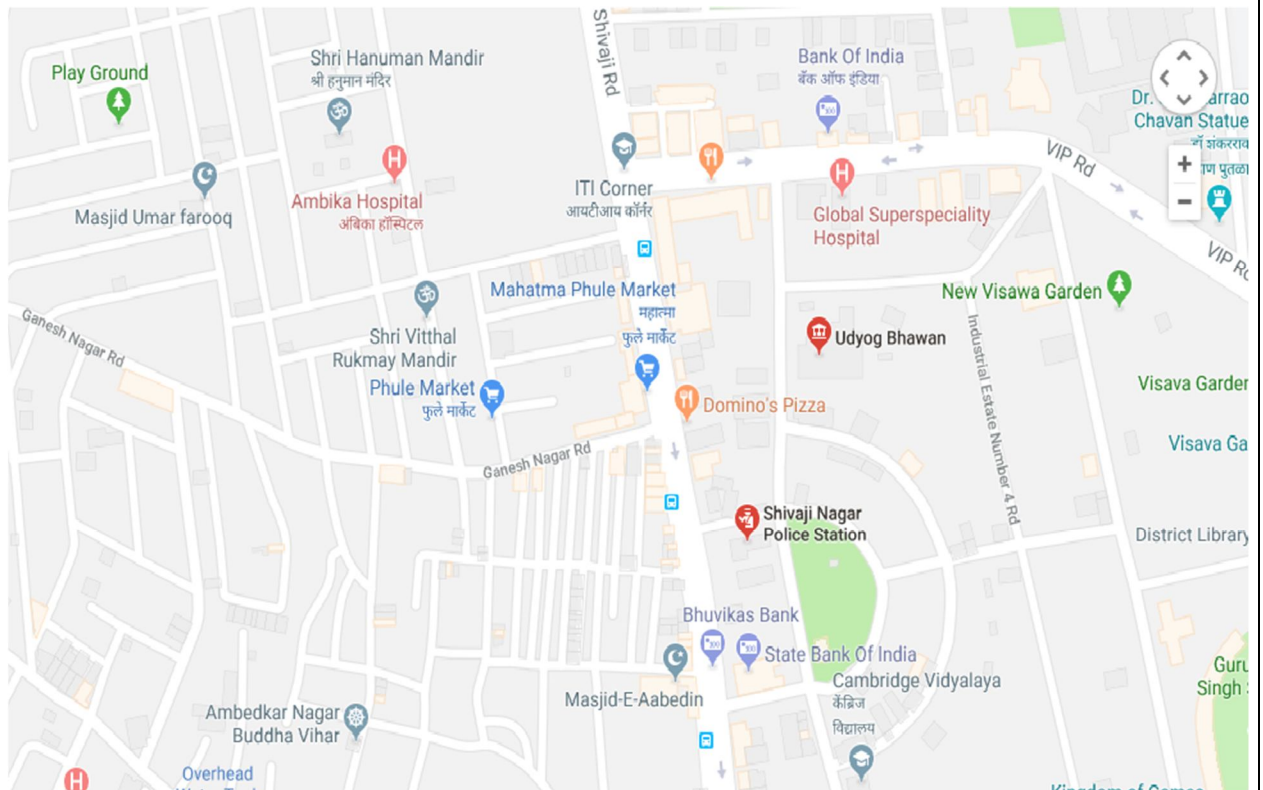 Shivaji Rd
Shri Hanuman Mandir
श्री हनुमान मंदिर
Bank Of India
बँक ऑफ इंडिया
Play Ground
Dr.
Chavan Statue
डॉ शंकरराव
VIP Rd
ITI Corner
आयटीआय कॉर्नर
Ambika Hospital
अंबिका हॉस्पिटल
Masjid Umar farooq
Global Superspeciality
Hospital
VIP
Mahatma Phule Market
महात्मा
फुले मार्केट
New Visawa Garden
Ganesh Nagar Rd
Shri Vitthal
Rukmay Mandir
Udyog Bhawan
Industrial Estate Number 4 Rd
Phule Market
फुले मार्केट
Domino's Pizza
Visava Garden
Visava
Ganesh Nagar Rd
Shivaji Nagar
Police Station
District Library
Bhuvikas Bank
State Bank Of India
Masjid-E-Aabedin
Cambridge Vidyalaya
केंब्रिज
विद्यालय
Singh
Ambedkar Nagar
Buddha Vihar
Overhead